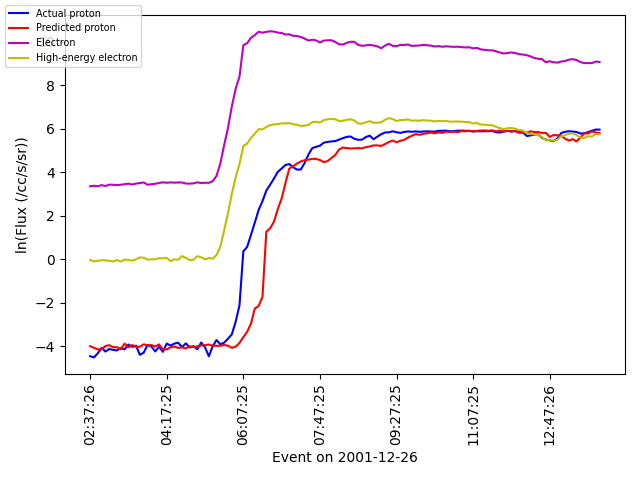 Actual proton
Predicted proton
Electron
High-energy electron
8
6
4
2
0
−2
−4
ln(Flux (/cc/s/sr))
02:37:26
04:17:25
06:07:25
07:47:25
09:27:25
11:07:25
12:47:26
Event on 2001-12-26